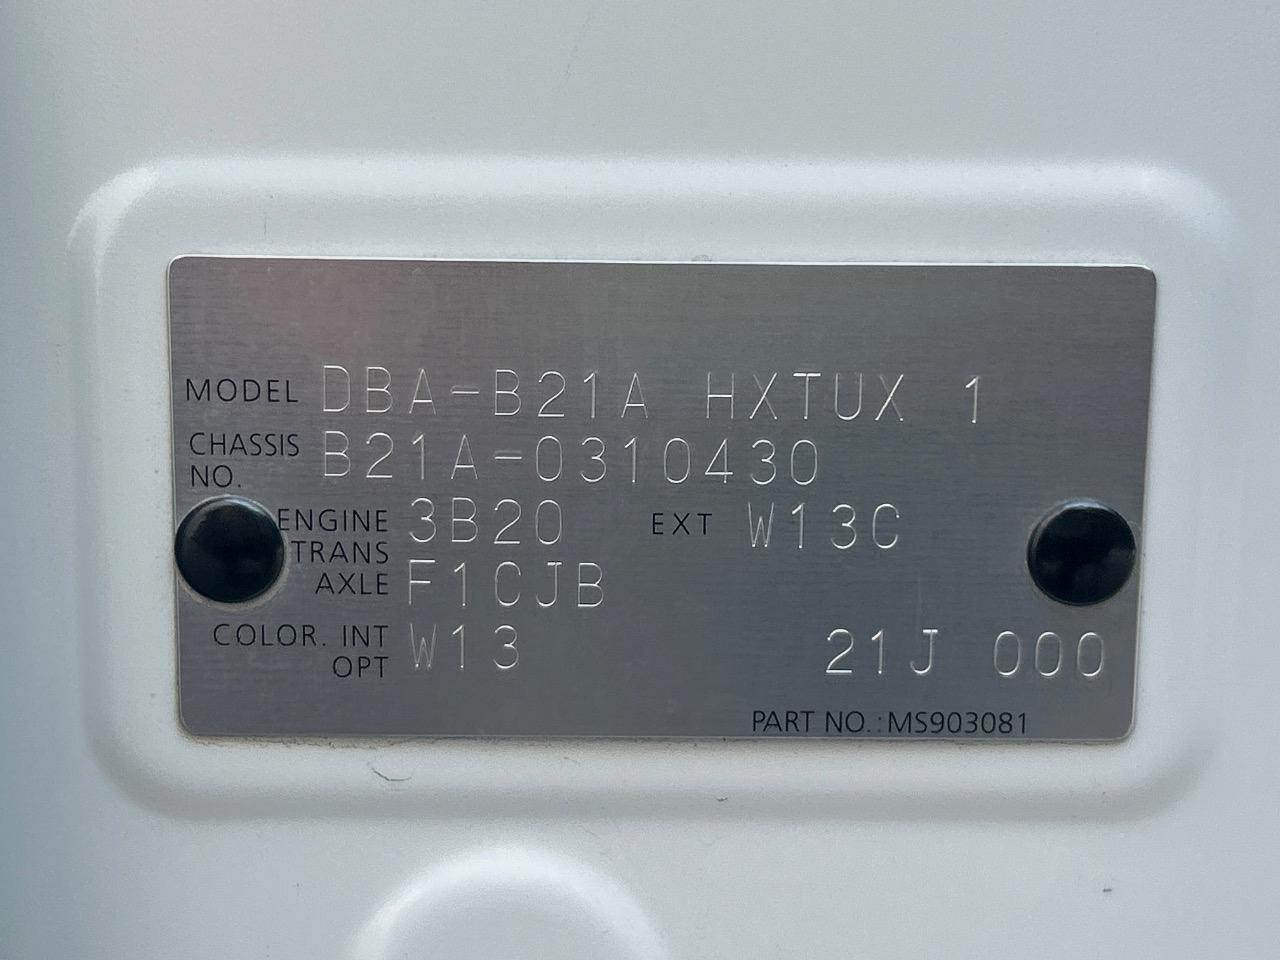 MODEL DBA-B21A HXTUX 1
CHASSIS NO. B21A-0310430
ENGINE 3B20 EXT W13C
TRANS AXLE F1CJB
COLOR. INT OPT W13 21J 000
PART NO.:MS903081